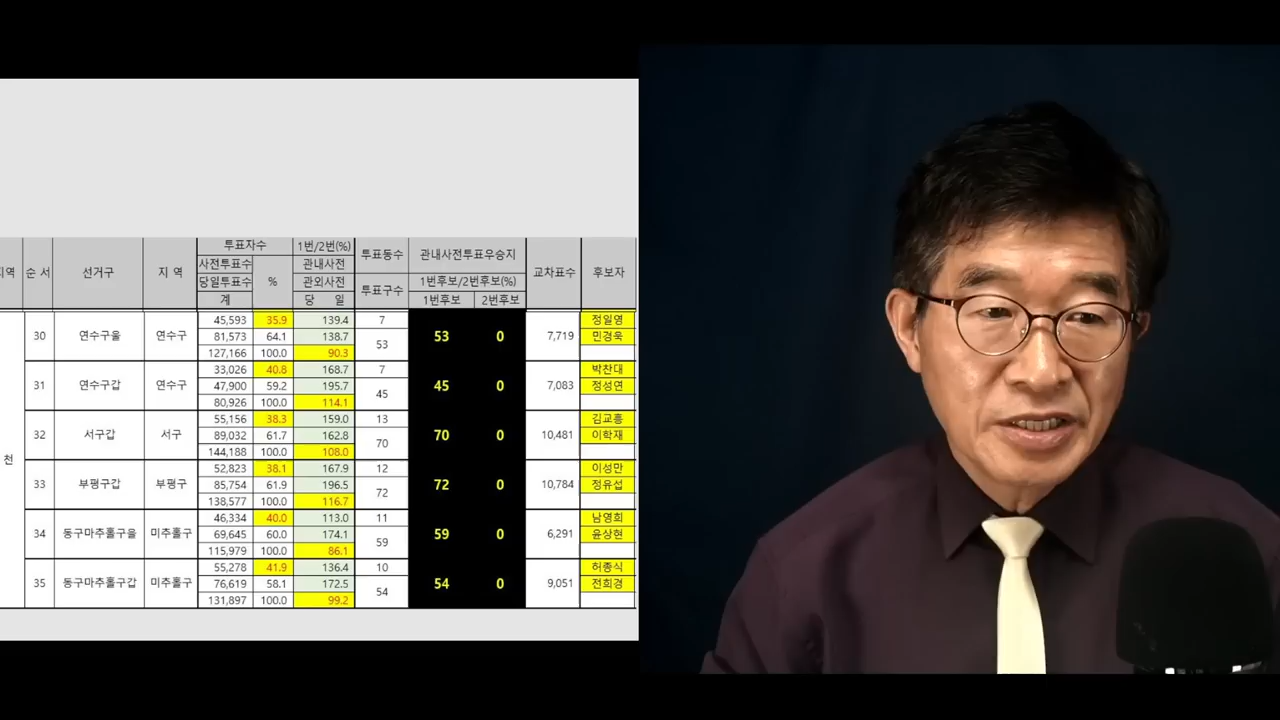 지역 순 서 선거구 지 역 투표자수 1번/2번(%) 투표동수 관내사전투표우승지 교차표수 후보자
사전투표수 % 관내사전
당일투표수 관외사전 투표구수 1번후보/2번후보(%)
계 당 일 1번후보 2번후보
천
30 연수구을 연수구 45,593 35.9 139.4 7 53 0 7,719 정일영
81,573 64.1 138.7 53 민경욱
127,166 100.0 90.3
31 연수구갑 연수구 33,026 40.8 168.7 7 45 0 7,083 박찬대
47,900 59.2 195.7 45 정성연
80,926 100.0 114.1
32 서구갑 서구 55,156 38.3 159.0 13 70 0 10,481 김교흥
89,032 61.7 162.8 70 이학재
144,188 100.0 108.0
33 부평구갑 부평구 52,823 38.1 167.9 12 72 0 10,784 이성만
85,754 61.9 196.5 72 정유섭
138,577 100.0 116.7
34 동구마추홀구을 미추홀구 46,334 40.0 113.0 11 59 0 6,291 남영희
69,645 60.0 174.1 59 윤상현
115,979 100.0 86.1
35 동구마추홀구갑 미추홀구 55,278 41.9 136.4 10 54 0 9,051 허종식
76,619 58.1 172.5 54 전희경
131,897 100.0 99.2